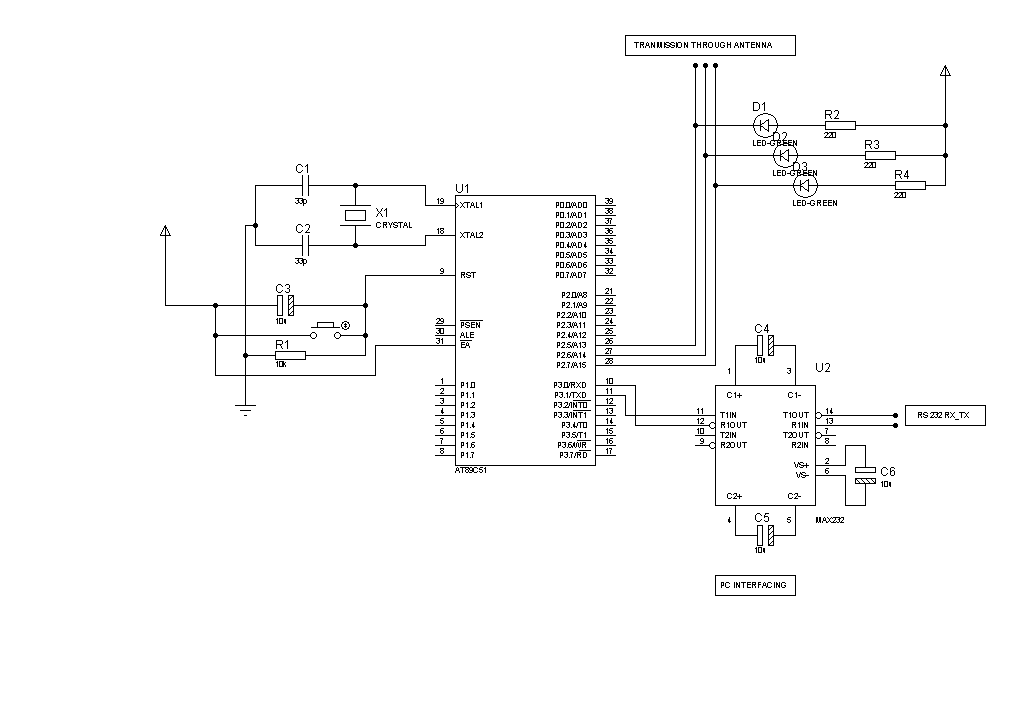 TRANMISSION THROUGH ANTENNA
D1
LED-GREEN
R2
220
D2
LED-GREEN
R3
220
D3
LED-GREEN
R4
220
C1
33p
X1
CRYSTAL
C2
33p
C3
10u
R1
10k
U1
19 XTAL1
18 XTAL2
9 RST
29 PSEN
30 ALE
31 EA
1 P1.0
2 P1.1
3 P1.2
4 P1.3
5 P1.4
6 P1.5
7 P1.6
8 P1.7
P0.0/AD0 39
P0.1/AD1 38
P0.2/AD2 37
P0.3/AD3 36
P0.4/AD4 35
P0.5/AD5 34
P0.6/AD6 33
P0.7/AD7 32
P2.0/A8 21
P2.1/A9 22
P2.2/A10 23
P2.3/A11 24
P2.4/A12 25
P2.5/A13 26
P2.6/A14 27
P2.7/A15 28
P3.0/RXD 10
P3.1/TXD 11
P3.2/INT0 12
P3.3/INT1 13
P3.4/T0 14
P3.5/T1 15
P3.6/WR 16
P3.7/RD 17
AT89C51
C4
10u
U2
1 3
C1+ C1-
11 T1IN T1OUT 14
12 R1OUT R1IN 13
10 T2IN T2OUT 7
9 R2OUT R2IN 8
VS+ 2
VS- 6
C2+ C2-
4 5
MAX232
C5
10u
C6
10u
RS 232 RX_TX
PC INTERFACING